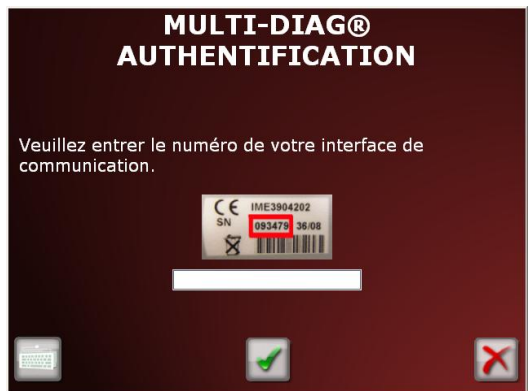 MULTI-DIAG®
AUTHENTIFICATION
Veuillez entrer le numéro de votre interface de
communication.
CE IME3904202
SN 093479 36/08